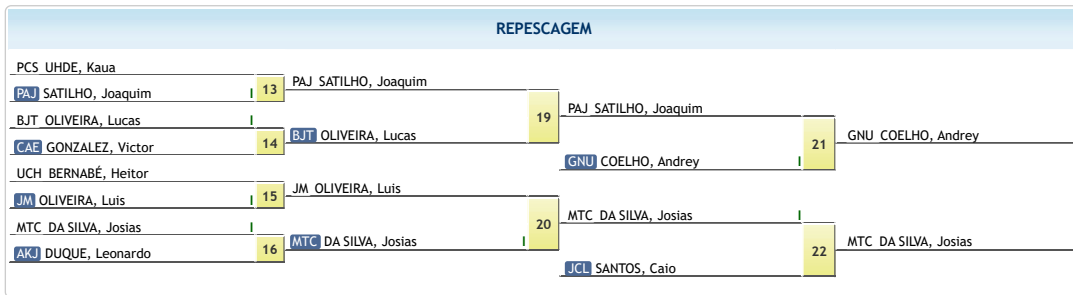 REPESCAGEM
PCS UHDE, Kaua
PAJ SATILHO, Joaquim I
13
PAJ SATILHO, Joaquim
BJT OLIVEIRA, Lucas I
CAE GONZALEZ, Victor
14
BJT OLIVEIRA, Lucas
19
PAJ SATILHO, Joaquim
GNU COELHO, Andrey I
21
GNU COELHO, Andrey
UCH BERNABÉ, Heitor
JM OLIVEIRA, Luis I
15
JM OLIVEIRA, Luis
MTC DA SILVA, Josias I
AKJ DUQUE, Leonardo
16
MTC DA SILVA, Josias I
20
MTC DA SILVA, Josias I
JCL SANTOS, Caio
22
MTC DA SILVA, Josias